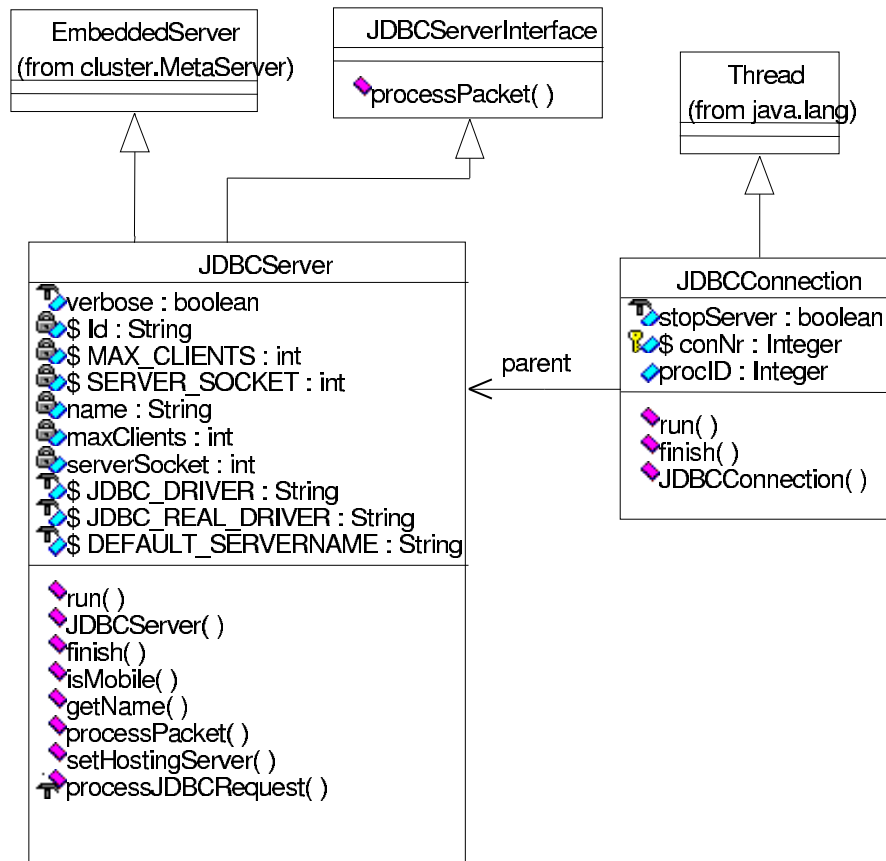 EmbeddedServer
(from cluster.MetaServer)
JDBCServerInterface
processPacket( )
Thread
(from java.lang)
JDBCServer
verbose : boolean
$ Id : String
$ MAX_CLIENTS : int
$ SERVER_SOCKET : int
name : String
maxClients : int
serverSocket : int
$ JDBC_DRIVER : String
$ JDBC_REAL_DRIVER : String
$ DEFAULT_SERVERNAME : String
run( )
JDBCServer( )
finish( )
isMobile( )
getName( )
processPacket( )
setHostingServer( )
processJDBCRequest( )
parent
JDBCConnection
stopServer : boolean
$ conNr : Integer
procID : Integer
run( )
finish( )
JDBCConnection( )